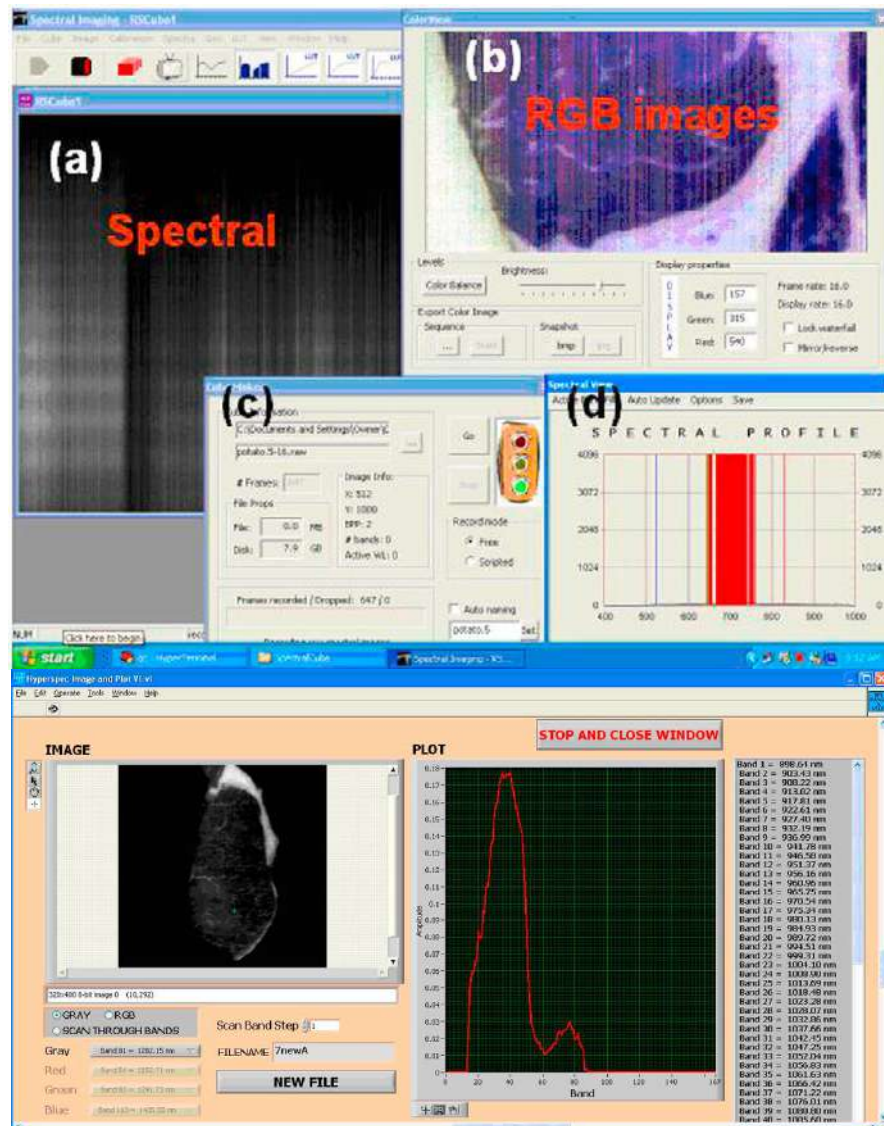 Spectral Imaging - RSCube1
File Cube Image Calibration Spectra
View Window Help
RSCube1
(a)
Spectral
ColorView
(b)
RGB images
Levels
Color Balance
Brightness:
Export Color Image
Sequence
...
Snapshot
bmp
Display properties
DISPLAY
Blue: 157
Green: 315
Red: 540
Frame rate: 16.0
Display rate: 16.0
Lock waterfall
Mirror/reverse
(c)
C:\Documents and Settings\Owner\
potato.5-16.raw
...
# Frames:
File Props
File: 0.0 MB
Disk: 7.9 GB
Image Info:
X: 512
Y: 1000
BPP: 2
# bands: 0
Active WL: 0
Go
Record mode
Free
Scripted
Frames recorded / Dropped: 647 / 0
Auto naming
potato.5
Set
Spectral View
(d)
Auto Update Options Save
SPECTRAL PROFILE
4096 4096
3072 3072
2048 2048
1024 1024
0 0
400 500 600 700 800 900 1000
NUM
Click here to begin
start
HyperTerminal
SpectralCube
Spectral Imaging - RS...
Hyperspec Image and Plot VI.vi
File Edit Operate Tools Window Help
STOP AND CLOSE WINDOW
IMAGE
320x400 8-bit image 0 (10,292)
GRAY RGB
SCAN THROUGH BANDS
Scan Band Step 1
Gray Band 81 = 1282.15 nm
Red
Green
Blue
FILENAME 7newA
NEW FILE
PLOT
0.18
0.17
0.16
0.15
0.14
0.13
0.12
0.11
0.1
0.09
0.08
0.07
0.06
0.05
0.04
0.03
0.02
0.01
0
Amplitude
0 20 40 60 80 100 120 140 167
Band
Band 1 = 898.64 nm
Band 2 = 903.43 nm
Band 3 = 908.22 nm
Band 4 = 913.02 nm
Band 5 = 917.81 nm
Band 6 = 922.61 nm
Band 7 = 927.40 nm
Band 8 = 932.19 nm
Band 9 = 936.99 nm
Band 10 = 941.78 nm
Band 11 = 946.58 nm
Band 12 = 951.37 nm
Band 13 = 956.16 nm
Band 14 = 960.96 nm
Band 15 = 965.75 nm
Band 16 = 970.54 nm
Band 17 = 975.34 nm
Band 18 = 980.13 nm
Band 19 = 984.93 nm
Band 20 = 989.72 nm
Band 21 = 994.51 nm
Band 22 = 999.31 nm
Band 23 = 1004.10 nm
Band 24 = 1008.90 nm
Band 25 = 1013.69 nm
Band 26 = 1018.48 nm
Band 27 = 1023.28 nm
Band 28 = 1028.07 nm
Band 29 = 1032.86 nm
Band 30 = 1037.66 nm
Band 31 = 1042.45 nm
Band 32 = 1047.25 nm
Band 33 = 1052.04 nm
Band 34 = 1056.83 nm
Band 35 = 1061.63 nm
Band 36 = 1066.42 nm
Band 37 = 1071.22 nm
Band 38 = 1076.01 nm
Band 39 = 1080.80 nm
Band 40 = 1085.60 nm